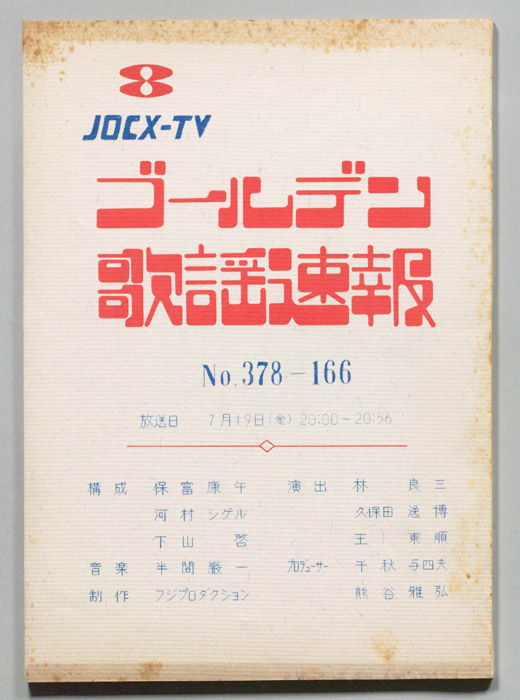 JOCX-TV
ゴールデン
歌謡速報
No. 378-166
放送日 7月19日(金) 20:00-20:56
構成 保富康午 演出 林良三
河村シゲル 久保田逸博
下山啓 王東順
音楽 半間厳一 プロデューサー 千秋与四夫
制作 フジプロダクション 熊谷雅弘